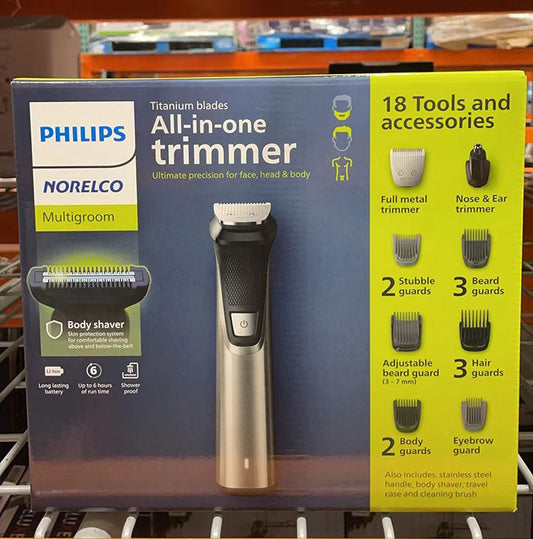 PHILIPS
NORELCO
Multigroom
Titanium blades
All-in-one
trimmer
Ultimate precision for face, head & body
Body shaver
Skin protection system
for comfortable shaving
above and below-the-belt
Li-Ion
6
Long lasting
battery
Up to 6 hours
of run time
Shower
proof
18 Tools and
accessories
Full metal
trimmer
Nose & Ear
trimmer
2 Stubble
guards
3 Beard
guards
Adjustable
beard guard
(3 – 7 mm)
3 Hair
guards
2 Body
guards
Eyebrow
guard
Also includes: stainless steel
handle, body shaver, travel
case and cleaning brush